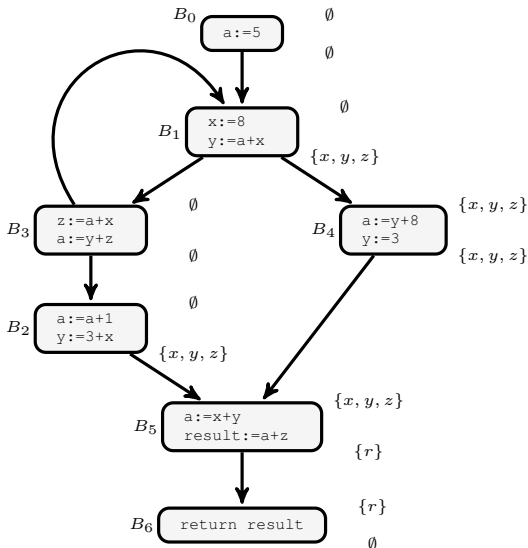 B0 ∅
a:=5
∅
∅
B1 x:=8
y:=a+x
{x, y, z}
∅
{x, y, z}
B3 z:=a+x
a:=y+z
B4 a:=y+8
y:=3
∅
{x, y, z}
∅
B2 a:=a+1
y:=3+x
{x, y, z}
{x, y, z}
B5 a:=x+y
result:=a+z
{r}
{r}
B6 return result
∅